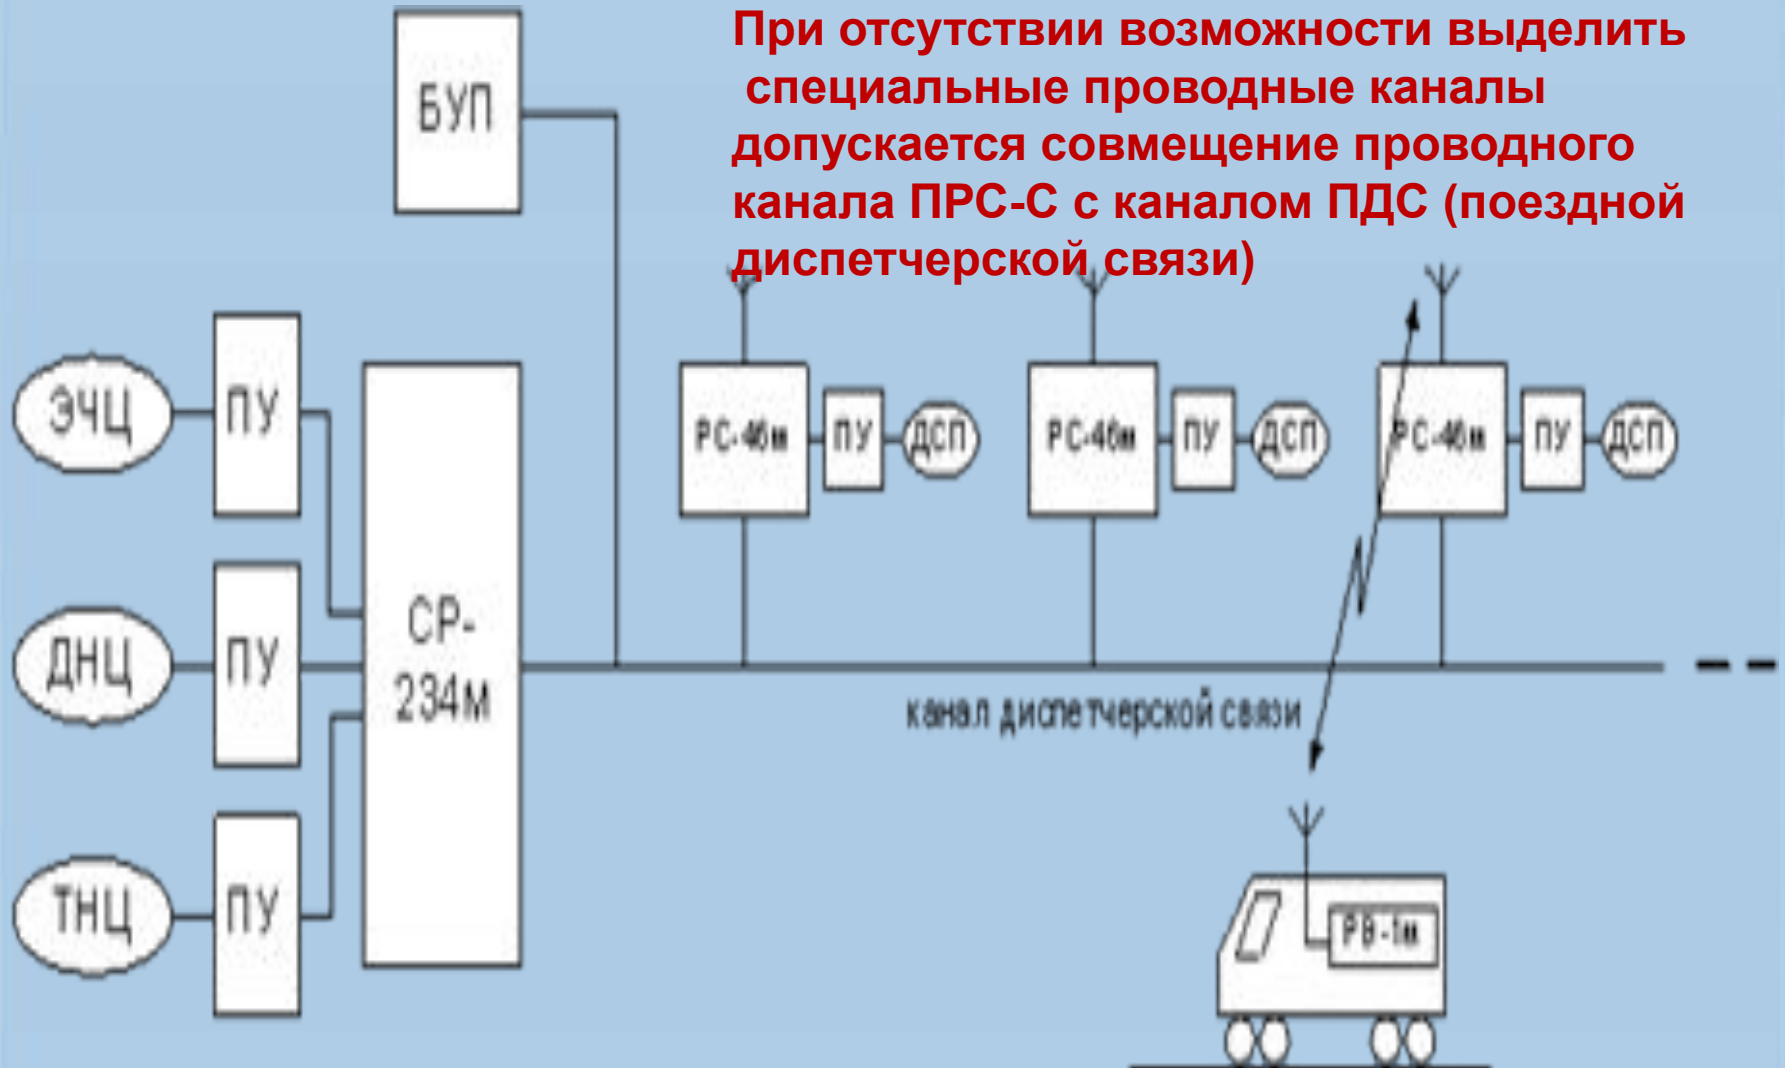 При отсутствии возможности выделить
специальные проводные каналы
допускается совмещение проводного
канала ПРС-С с каналом ПДС (поездной
диспетчерской связи)
БУП
ЭЧЦ ПУ
РС-46м ПУ ДСП РС-46м ПУ ДСП РС-46м ПУ ДСП
ДНЦ ПУ
СР-
234м
канал диспетчерской связи
ТНЦ ПУ
РВ-1м